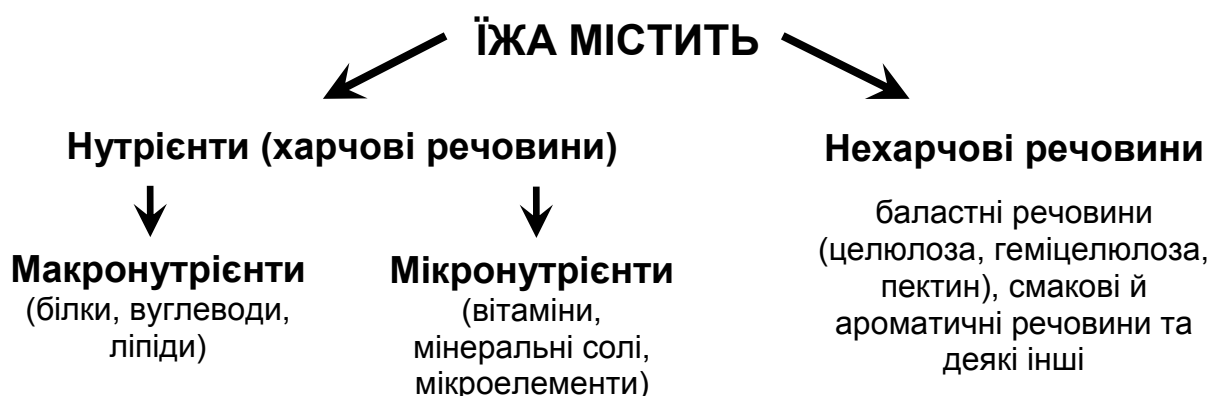 ЇЖА МІСТИТЬ
Нутрієнти (харчові речовини)
Макронутрієнти
(білки, вуглеводи,
ліпіди)
Мікронутрієнти
(вітаміни,
мінеральні солі,
мікроелементи)
Нехарчові речовини
баластні речовини
(целюлоза, геміцелюлоза,
пектин), смакові й
ароматичні речовини та
деякі інші